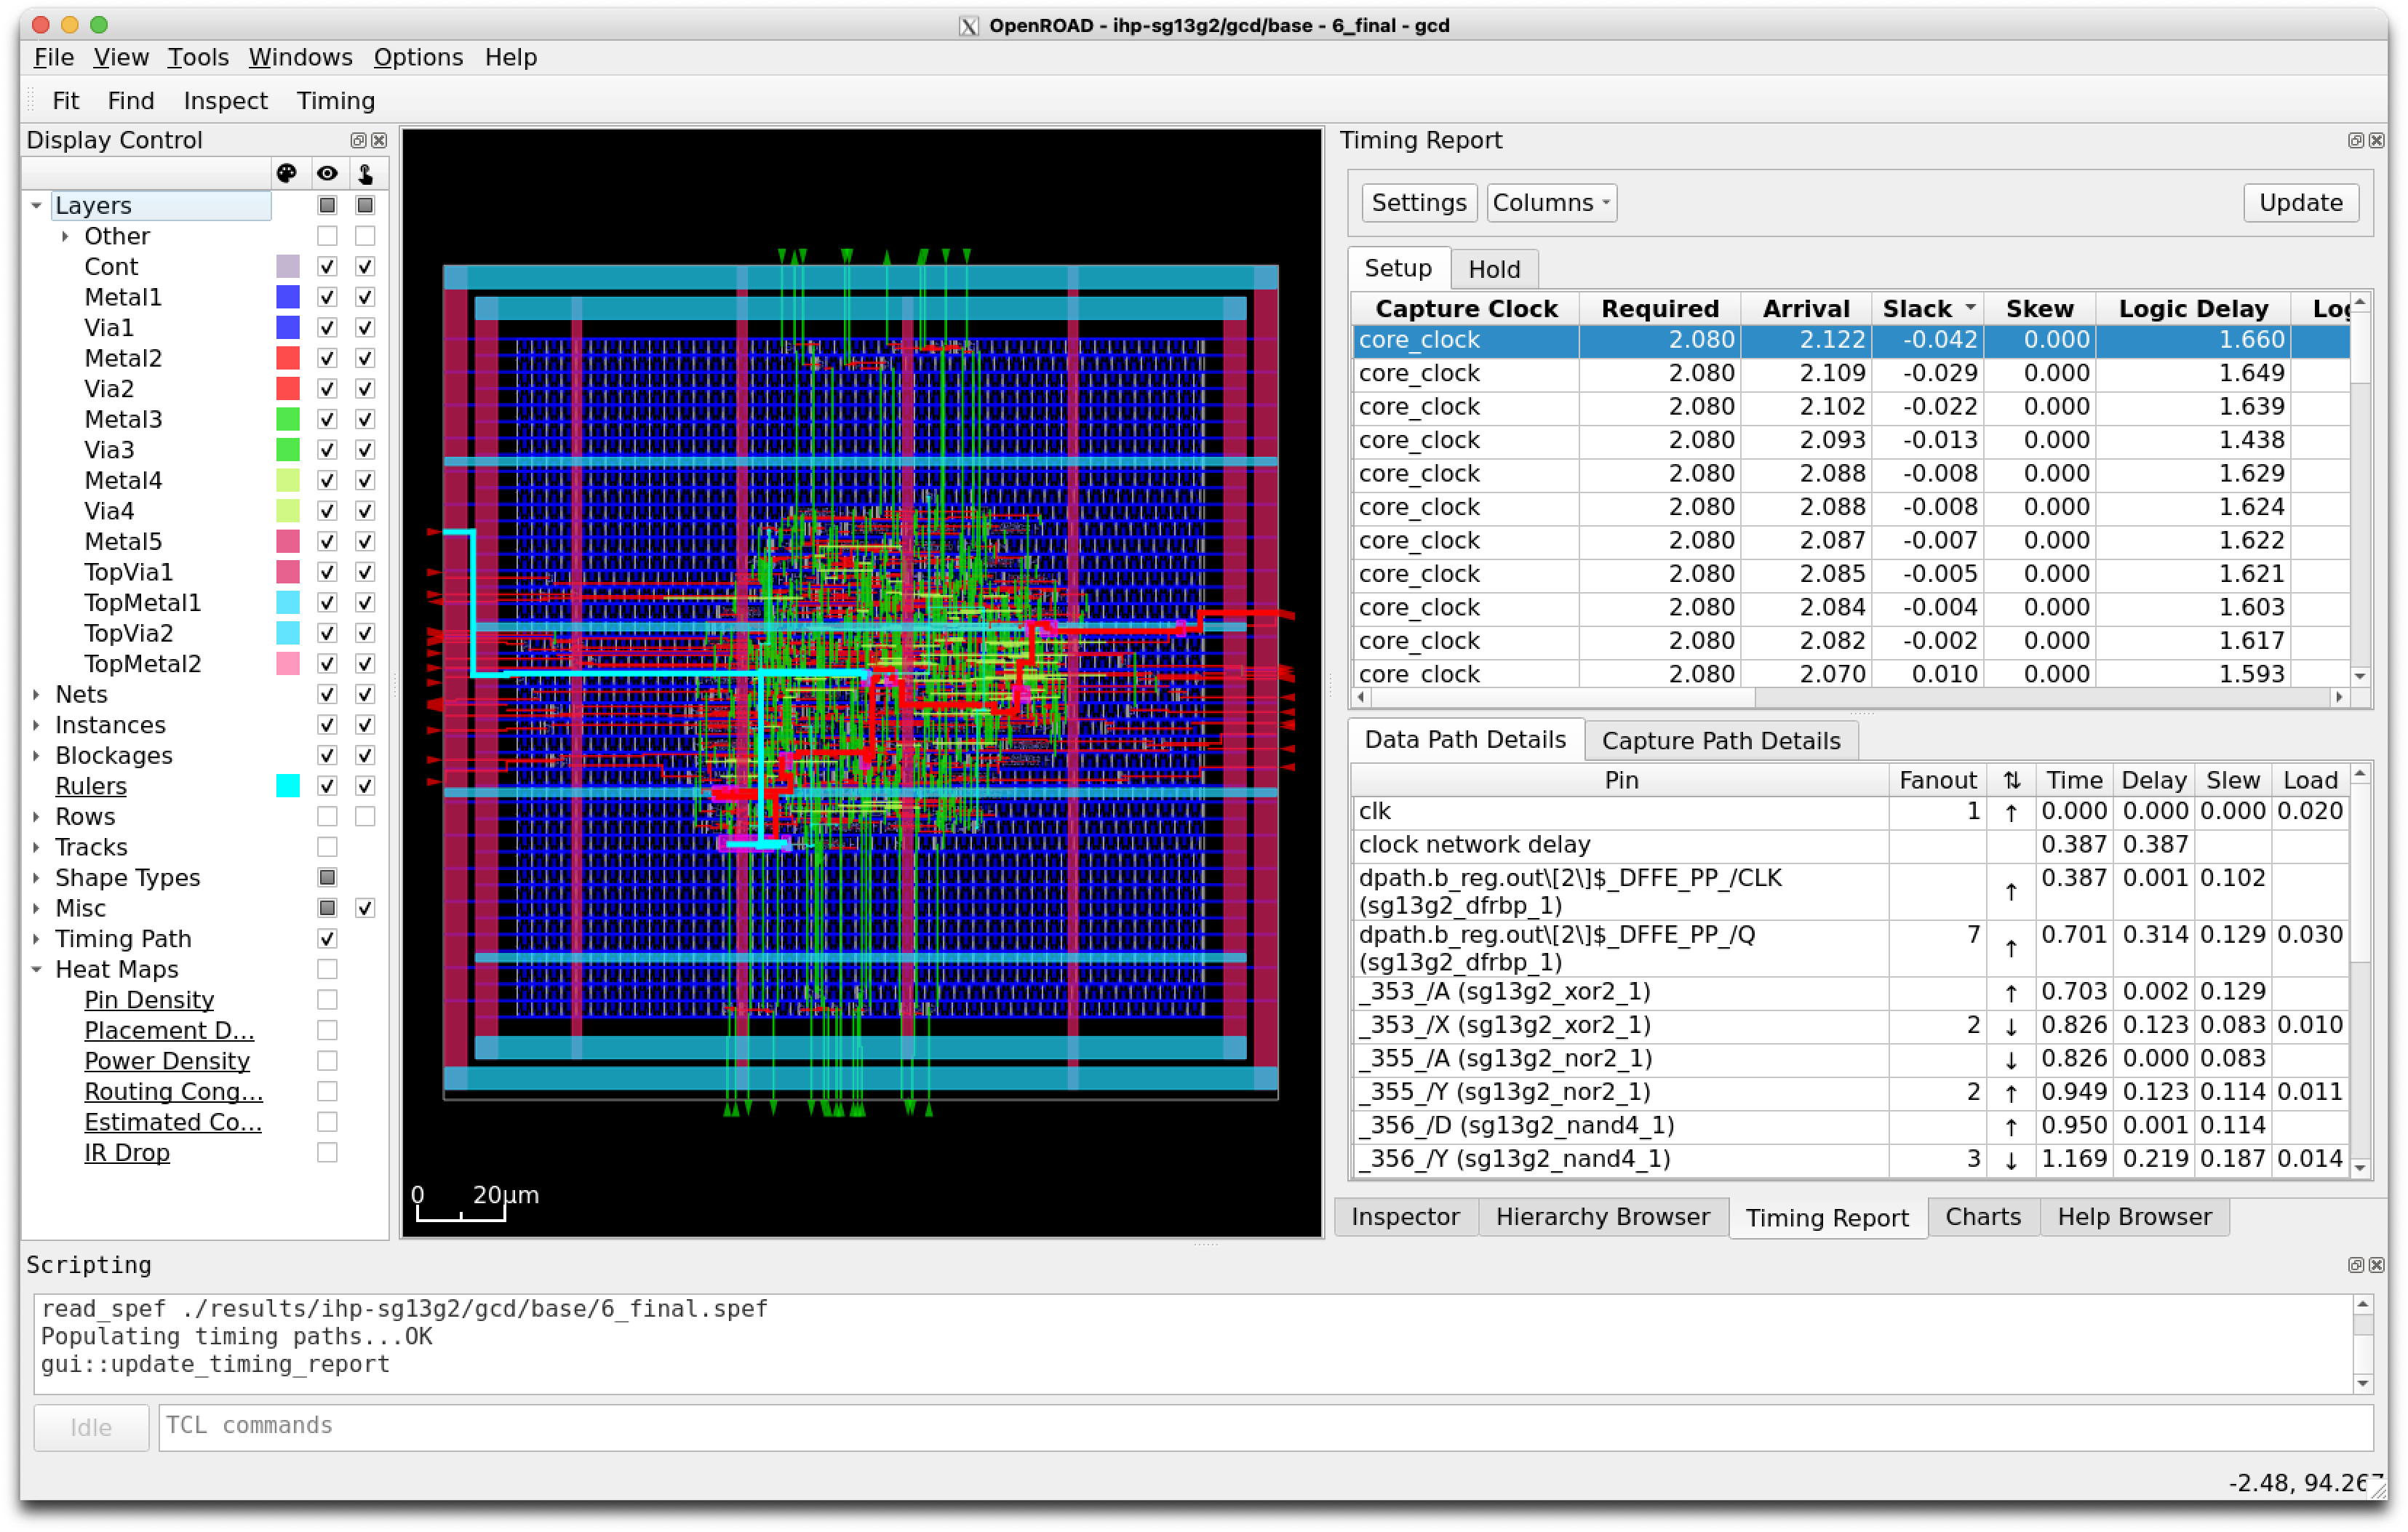 OpenROAD - ihp-sg13g2/gcd/base - 6_final - gcd
File View Tools Windows Options Help
Fit Find Inspect Timing
Display Control
Layers
Other
Cont
Metal1
Via1
Metal2
Via2
Metal3
Via3
Metal4
Via4
Metal5
TopVia1
TopMetal1
TopVia2
TopMetal2
Nets
Instances
Blockages
Rulers
Rows
Tracks
Shape Types
Misc
Timing Path
Heat Maps
Pin Density
Placement D...
Power Density
Routing Cong...
Estimated Co...
IR Drop
0 20μm
Timing Report
Settings Columns Update
Setup Hold
Capture Clock Required Arrival Slack Skew Logic Delay
core_clock 2.080 2.122 -0.042 0.000 1.660
core_clock 2.080 2.109 -0.029 0.000 1.649
core_clock 2.080 2.102 -0.022 0.000 1.639
core_clock 2.080 2.093 -0.013 0.000 1.438
core_clock 2.080 2.088 -0.008 0.000 1.629
core_clock 2.080 2.088 -0.008 0.000 1.624
core_clock 2.080 2.087 -0.007 0.000 1.622
core_clock 2.080 2.085 -0.005 0.000 1.621
core_clock 2.080 2.084 -0.004 0.000 1.603
core_clock 2.080 2.082 -0.002 0.000 1.617
core_clock 2.080 2.070 0.010 0.000 1.593
Data Path Details Capture Path Details
Pin Fanout ⇅ Time Delay Slew Load
clk 1 ↑ 0.000 0.000 0.000 0.020
clock network delay 0.387 0.387
dpath.b_reg.out\[2\]$_DFFE_PP_/CLK ↑ 0.387 0.001 0.102
(sg13g2_dfrbp_1)
dpath.b_reg.out\[2\]$_DFFE_PP_/Q 7 ↑ 0.701 0.314 0.129 0.030
(sg13g2_dfrbp_1)
_353_/A (sg13g2_xor2_1) ↑ 0.703 0.002 0.129
_353_/X (sg13g2_xor2_1) 2 ↓ 0.826 0.123 0.083 0.010
_355_/A (sg13g2_nor2_1) ↓ 0.826 0.000 0.083
_355_/Y (sg13g2_nor2_1) 2 ↑ 0.949 0.123 0.114 0.011
_356_/D (sg13g2_nand4_1) ↑ 0.950 0.001 0.114
_356_/Y (sg13g2_nand4_1) 3 ↓ 1.169 0.219 0.187 0.014
Inspector Hierarchy Browser Timing Report Charts Help Browser
Scripting
read_spef ./results/ihp-sg13g2/gcd/base/6_final.spef
Populating timing paths...OK
gui::update_timing_report
Idle TCL commands
-2.48, 94.267